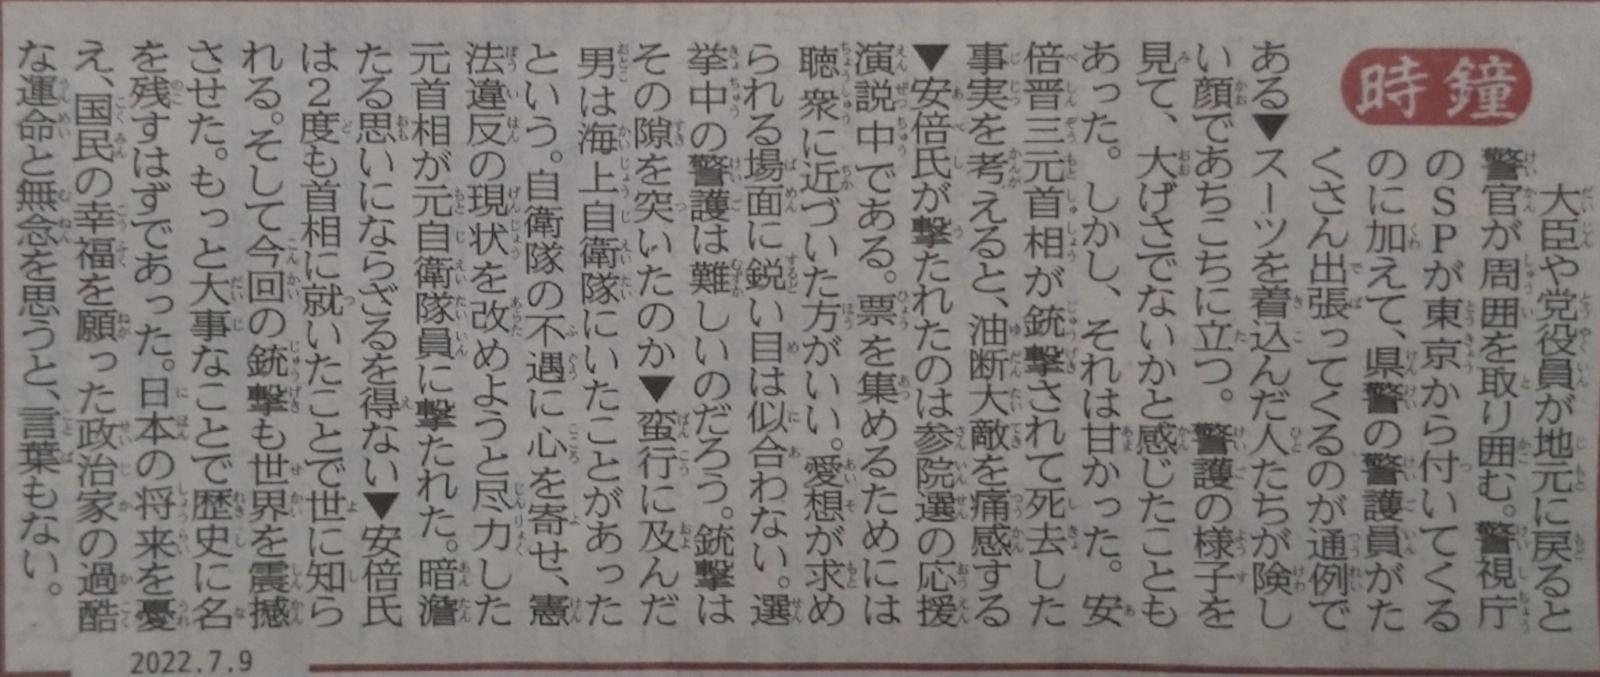 時鐘
大臣や党役員が地元に戻ると
警官が周囲を取り囲む。警視庁
のSPが東京から付いてくる
のに加えて、県警の警護員がた
くさん出張ってくるのが通例で
ある▼スーツを着込んだ人たちが険し
い顔であちこちに立つ。警護の様子を
見て、大げさでないかと感じたことも
あった。しかし、それは甘かった。安
倍晋三元首相が銃撃されて死去した
事実を考えると、油断大敵を痛感する
▼安倍氏が撃たれたのは参院選の応援
演説中である。票を集めるためには
聴衆に近づいた方がいい。愛想が求め
られる場面に鋭い目は似合わない。選
挙中の警護は難しいのだろう。銃撃は
その隙を突いたのか▼蛮行に及んだ
男は海上自衛隊にいたことがあった
という。自衛隊の不遇に心を寄せ、憲
法違反の現状を改めようと尽力した
元首相が元自衛隊員に撃たれた。暗澹
たる思いにならざるを得ない▼安倍氏
は2度も首相に就いたことで世に知ら
れる。そして今回の銃撃も世界を震撼
させた。もっと大事なことで歴史に名
を残すはずであった。日本の将来を憂
え、国民の幸福を願った政治家の過酷
な運命と無念を思うと、言葉もない。
2022.7.9